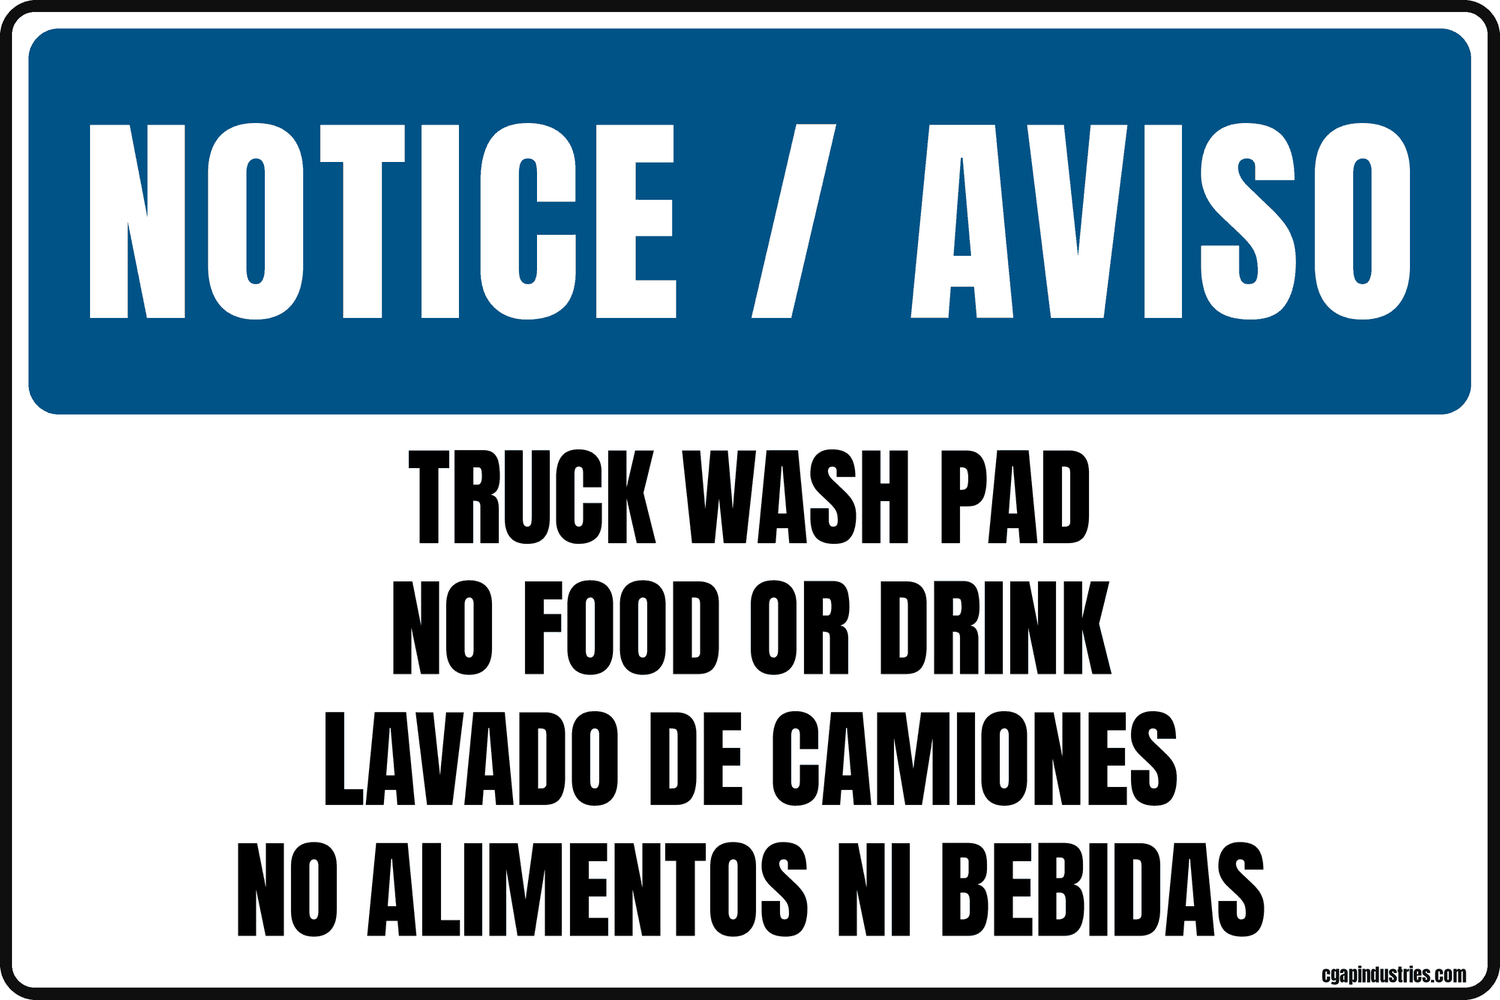 NOTICE / AVISO
TRUCK WASH PAD
NO FOOD OR DRINK
LAVADO DE CAMIONES
NO ALIMENTOS NI BEBIDAS
cgapindustries.com